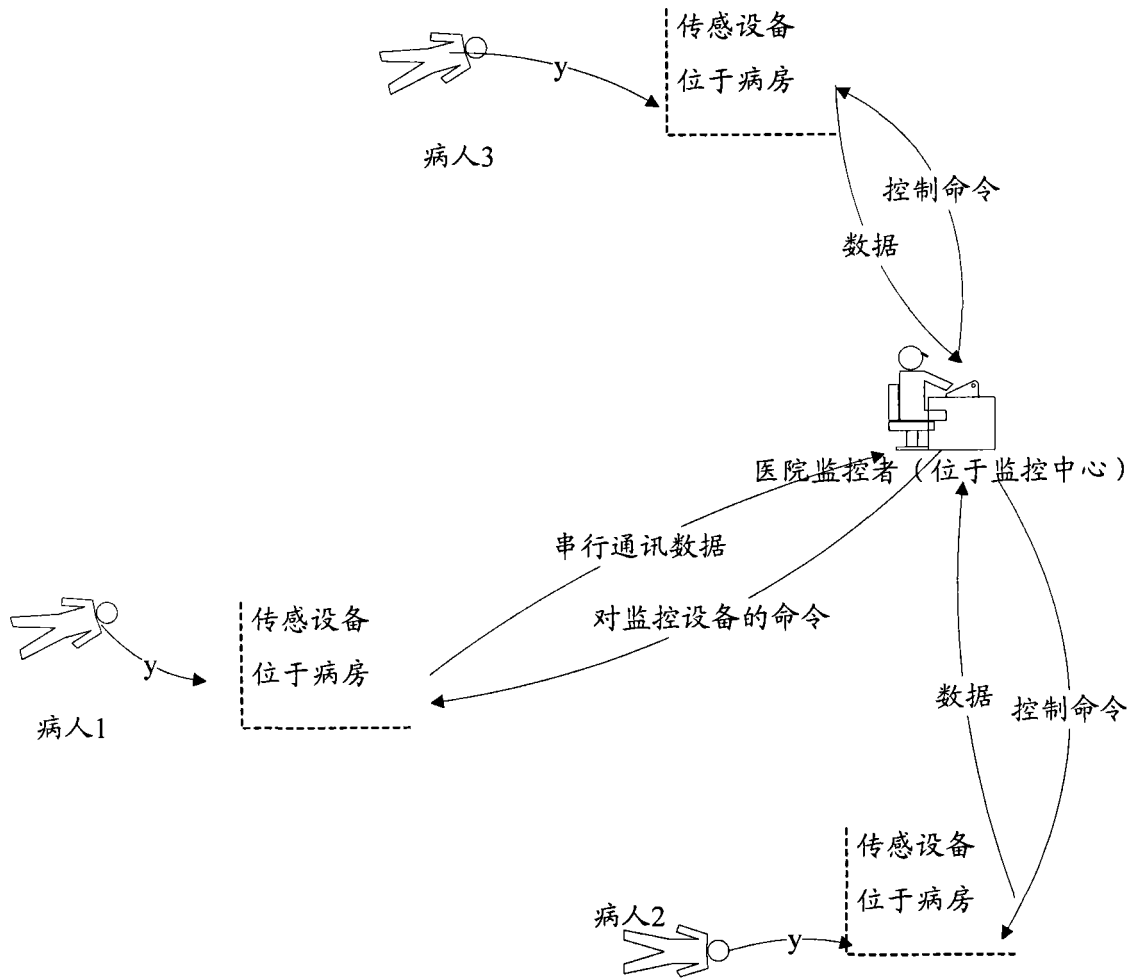 传感设备
位于病房
y
病人3
控制命令
数据
医院监控者（位于监控中心）
串行通讯数据
对监控设备的命令
传感设备
位于病房
y
病人1
数据
控制命令
传感设备
位于病房
病人2
y